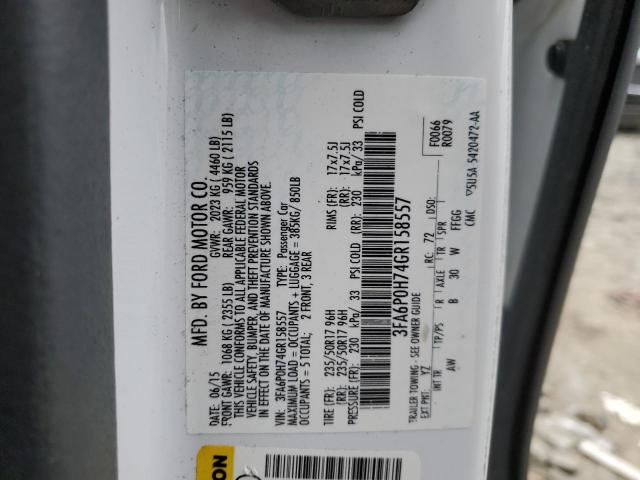 MFD. BY FORD MOTOR CO.
DATE: 06/15 GVWR: 2023 KG ( 4460 LB)
FRONT GAWR: 1068 KG ( 2355 LB) REAR GAWR: 959 KG ( 2115 LB)
THIS VEHICLE CONFORMS TO ALL APPLICABLE FEDERAL MOTOR
VEHICLE SAFETY, BUMPER, AND THEFT PREVENTION STANDARDS
IN EFFECT ON THE DATE OF MANUFACTURE SHOWN ABOVE.
VIN: 3FA6P0H74GR158557 TYPE: Passenger Car
MAXIMUM LOAD = OCCUPANTS + LUGGAGE = 385KG/ 850LB
OCCUPANTS = 5 TOTAL; 2 FRONT, 3 REAR
TIRE (FR): 235/50R17 96H RIMS (FR): 17x7.5J
TIRE (RR): 235/50R17 96H (RR): 17x7.5J
PRESSURE (FR): 230 kPa/ 33 PSI COLD (RR): 230 kPa/ 33 PSI COLD
3FA6P0H74GR158557
TRAILER TOWING - SEE OWNER GUIDE F0066
R0079
EXT PNT: YZ RC: 72 DSO:
INT TR TP/PS R AXLE TR SPR
AW B 30 W FFGG
CMC 5U5A 5420472-AA
ON